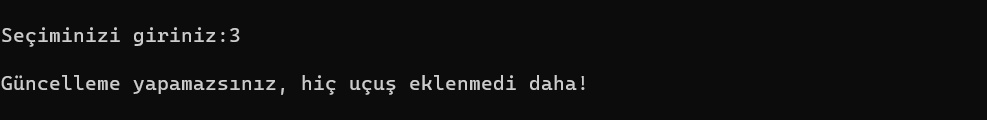 Seçiminizi giriniz:3
Güncelleme yapamazsınız, hiç uçuş eklenmedi daha!